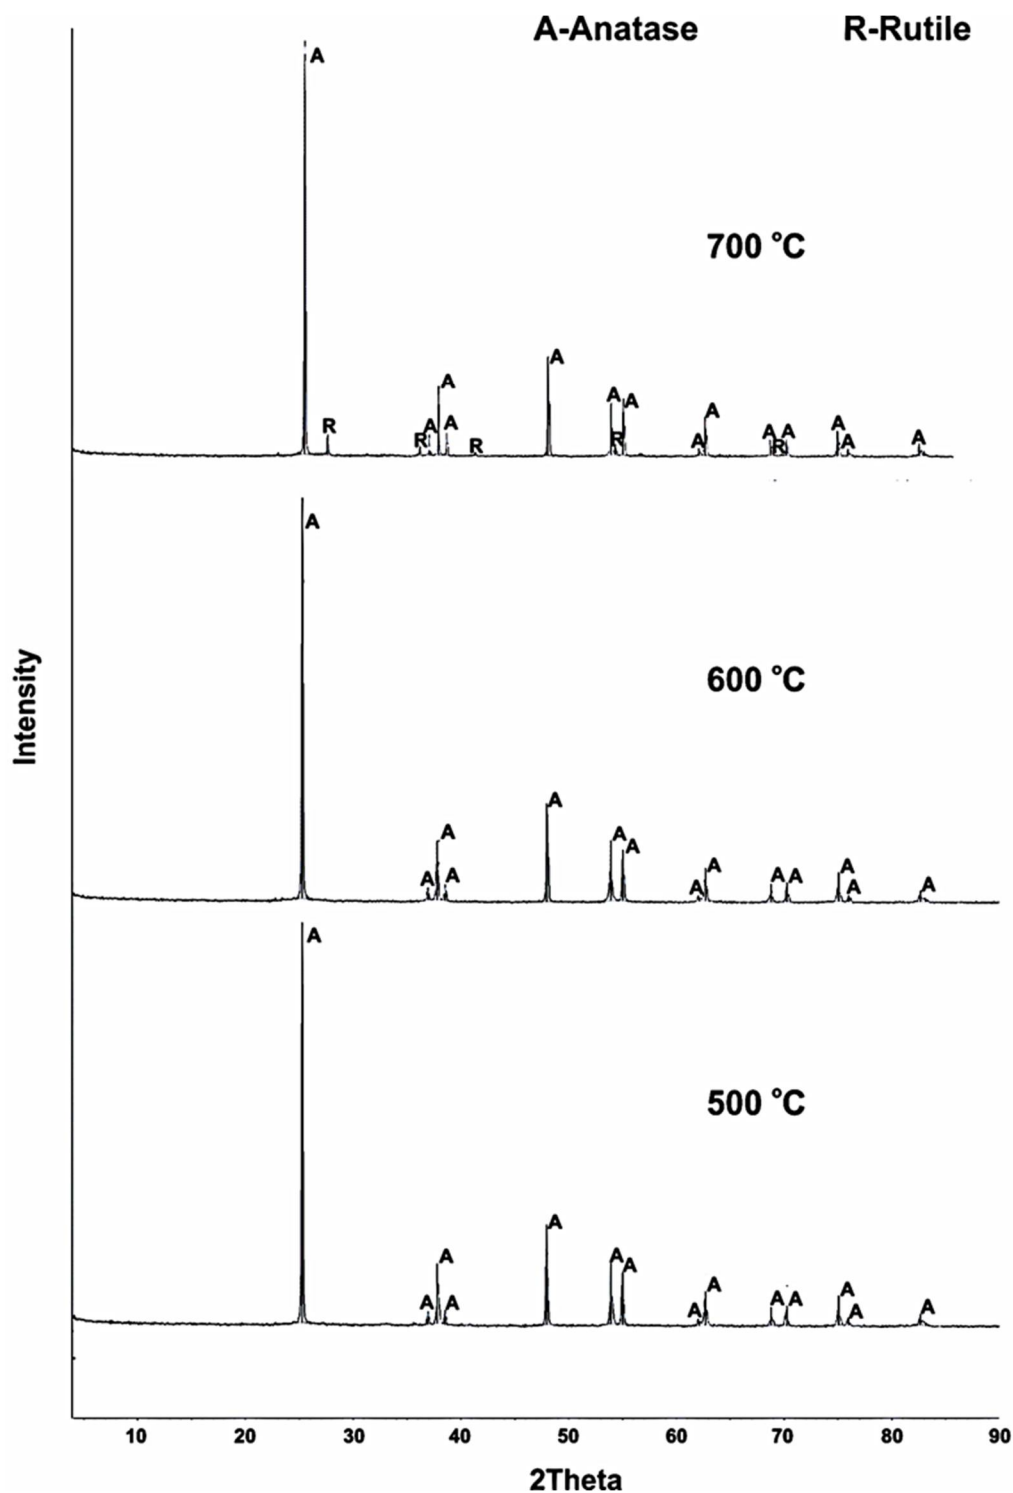 A-Anatase R-Rutile
A
700 °C
A
A
A A
R A A A
R A R A R A A R A A A
A
600 °C
Intensity
A
A A A
A A A A A A A A A
A
500 °C
A
A A A
A A A A A A A A A
10 20 30 40 50 60 70 80 90
2Theta